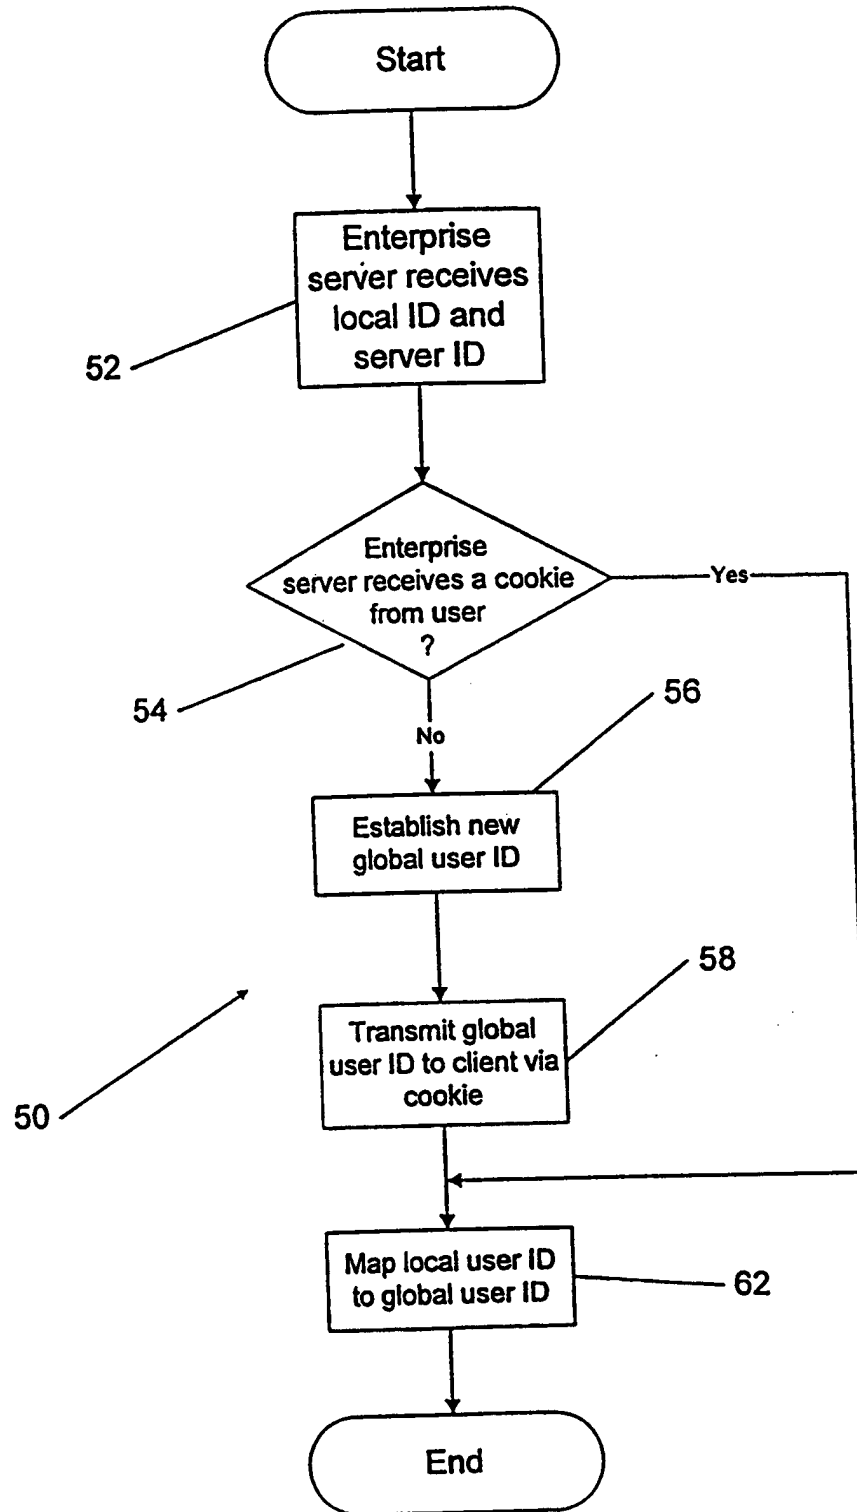 Start
Enterprise
server receives
local ID and
server ID
52
Enterprise
server receives a cookie
from user
?
Yes
54
No
56
Establish new
global user ID
58
Transmit global
user ID to client via
cookie
50
Map local user ID
to global user ID
62
End